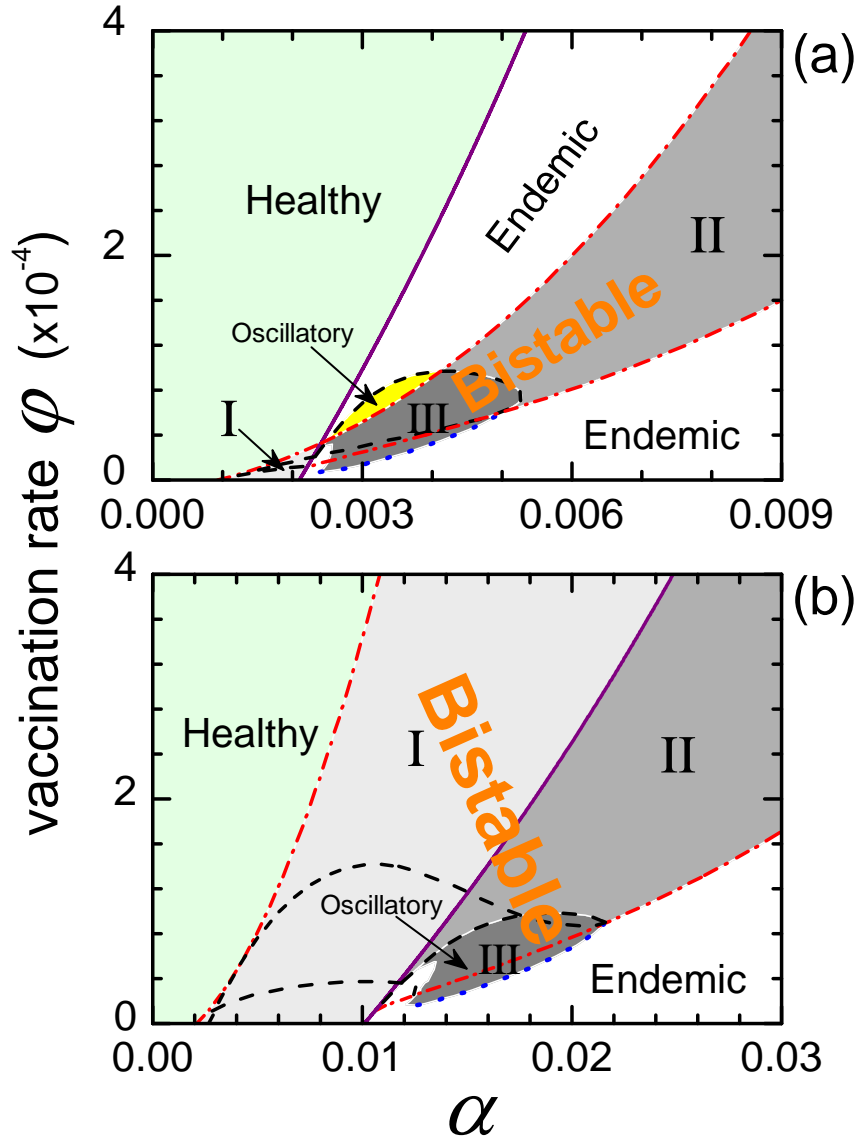 (a)
4
Healthy
Endemic
II
2
Bistable
Oscillatory
I
III
Endemic
0
0.000 0.003 0.006 0.009
vaccination rate φ (x10⁻⁴)
(b)
4
Healthy
I
Bistable
II
2
Oscillatory
III
Endemic
0
0.00 0.01 0.02 0.03
α